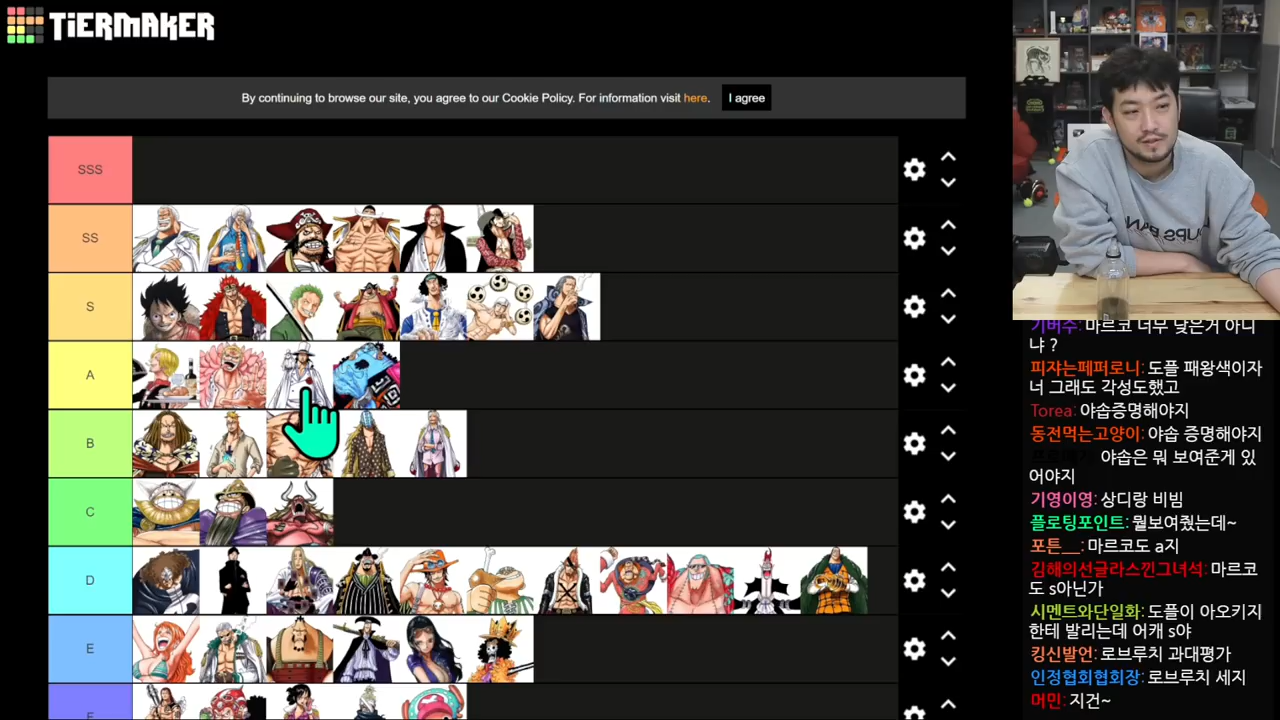 TiERMAKER
By continuing to browse our site, you agree to our Cookie Policy. For information visit here. I agree
SSS
SS
S
A
B
C
D
E
F
기버수: 마르코 너무 낮은거 아니
냐 ?
피자는페퍼로니: 도플 패왕색이자
너 그래도 각성도했고
Torea: 야솝증명해야지
동전먹는고양이: 야솝 증명해야지
야솝은 뭐 보여준게 있
어야지
기영이영: 상디랑 비빔
플로팅포인트: 뭘보여줬는데~
포튼__: 마르코도 a지
김해의선글라스낀그녀석: 마르코
도 s아닌가
시멘트와단일화: 도플이 아오키지
한테 발리는데 어캐 s야
킹신발언: 로브루치 과대평가
인정협회협회장: 로브루치 세지
머민: 지건~